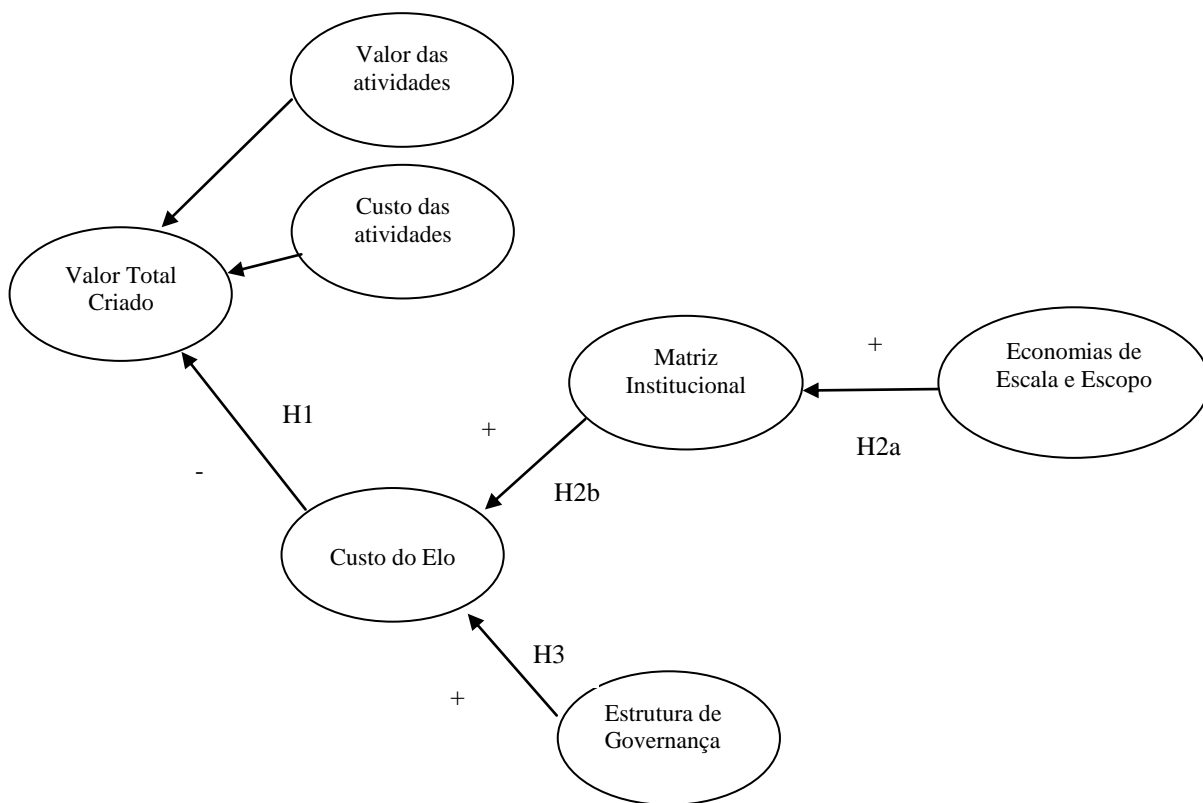 Valor das
atividades
Custo das
atividades
Valor Total
Criado
Matriz
Institucional
+
Economias de
Escala e Escopo
H1
+
H2a
-
H2b
Custo do Elo
H3
+
Estrutura de
Governança